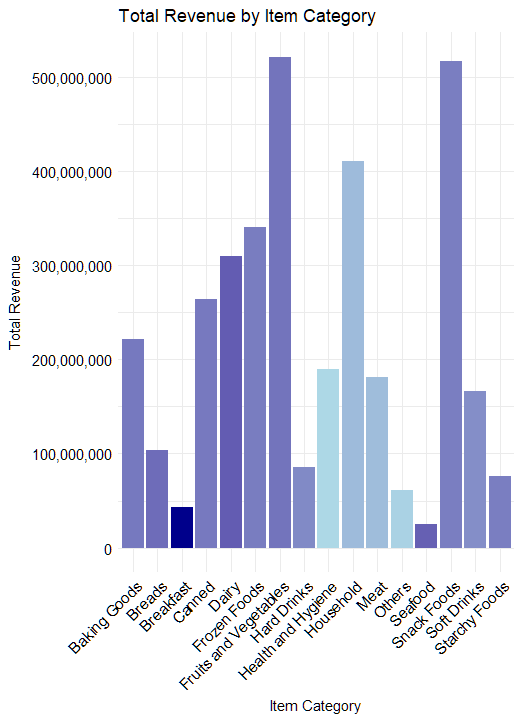 Total Revenue by Item Category
500,000,000
400,000,000
300,000,000
200,000,000
100,000,000
0
Total Revenue
Baking Goods
Breads
Breakfast
Canned
Dairy
Frozen Foods
Fruits and Vegetables
Hard Drinks
Health and Hygiene
Household
Meat
Others
Seafood
Snack Foods
Soft Drinks
Starchy Foods
Item Category